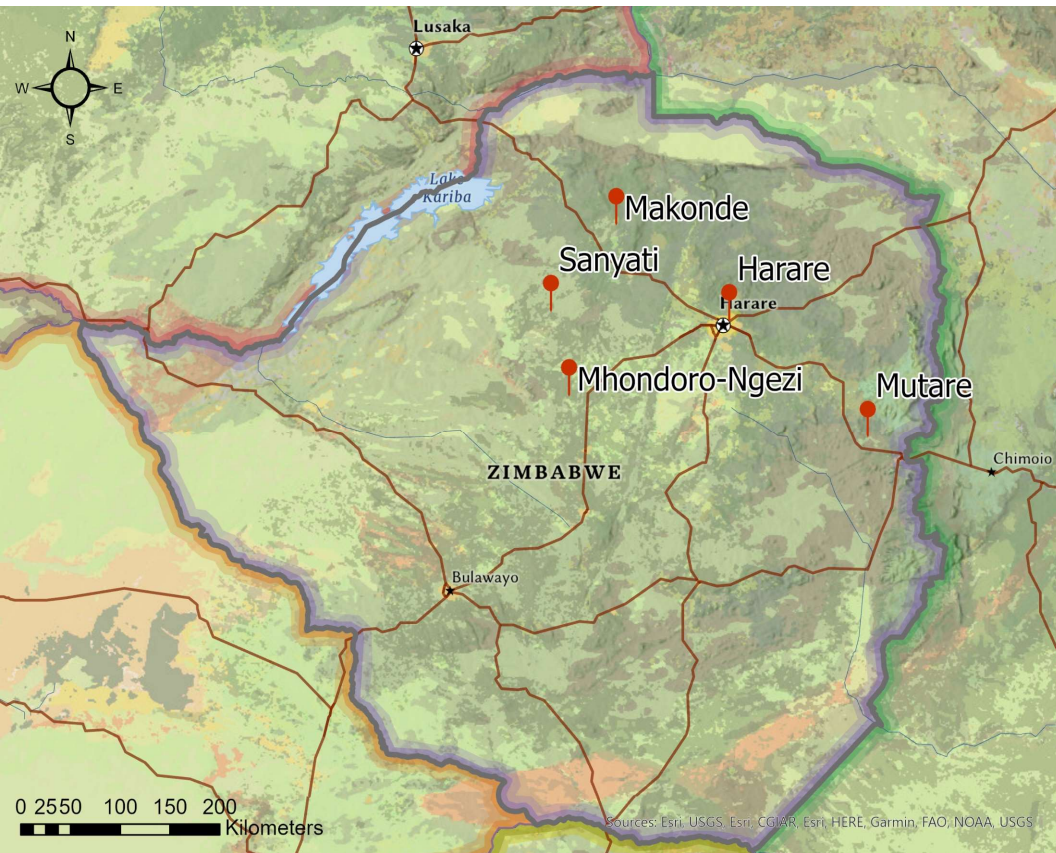 Lusaka
N
W
E
S
Lake
Kariba
Makonde
Sanyati
Harare
Harare
Mhondoro-Ngezi
Mutare
Chimoio
ZIMBABWE
Bulawayo
0 25 50 100 150 200
Kilometers
Sources: Esri, USGS, Esri, CGIAR, Esri, HERE, Garmin, FAO, NOAA, USGS